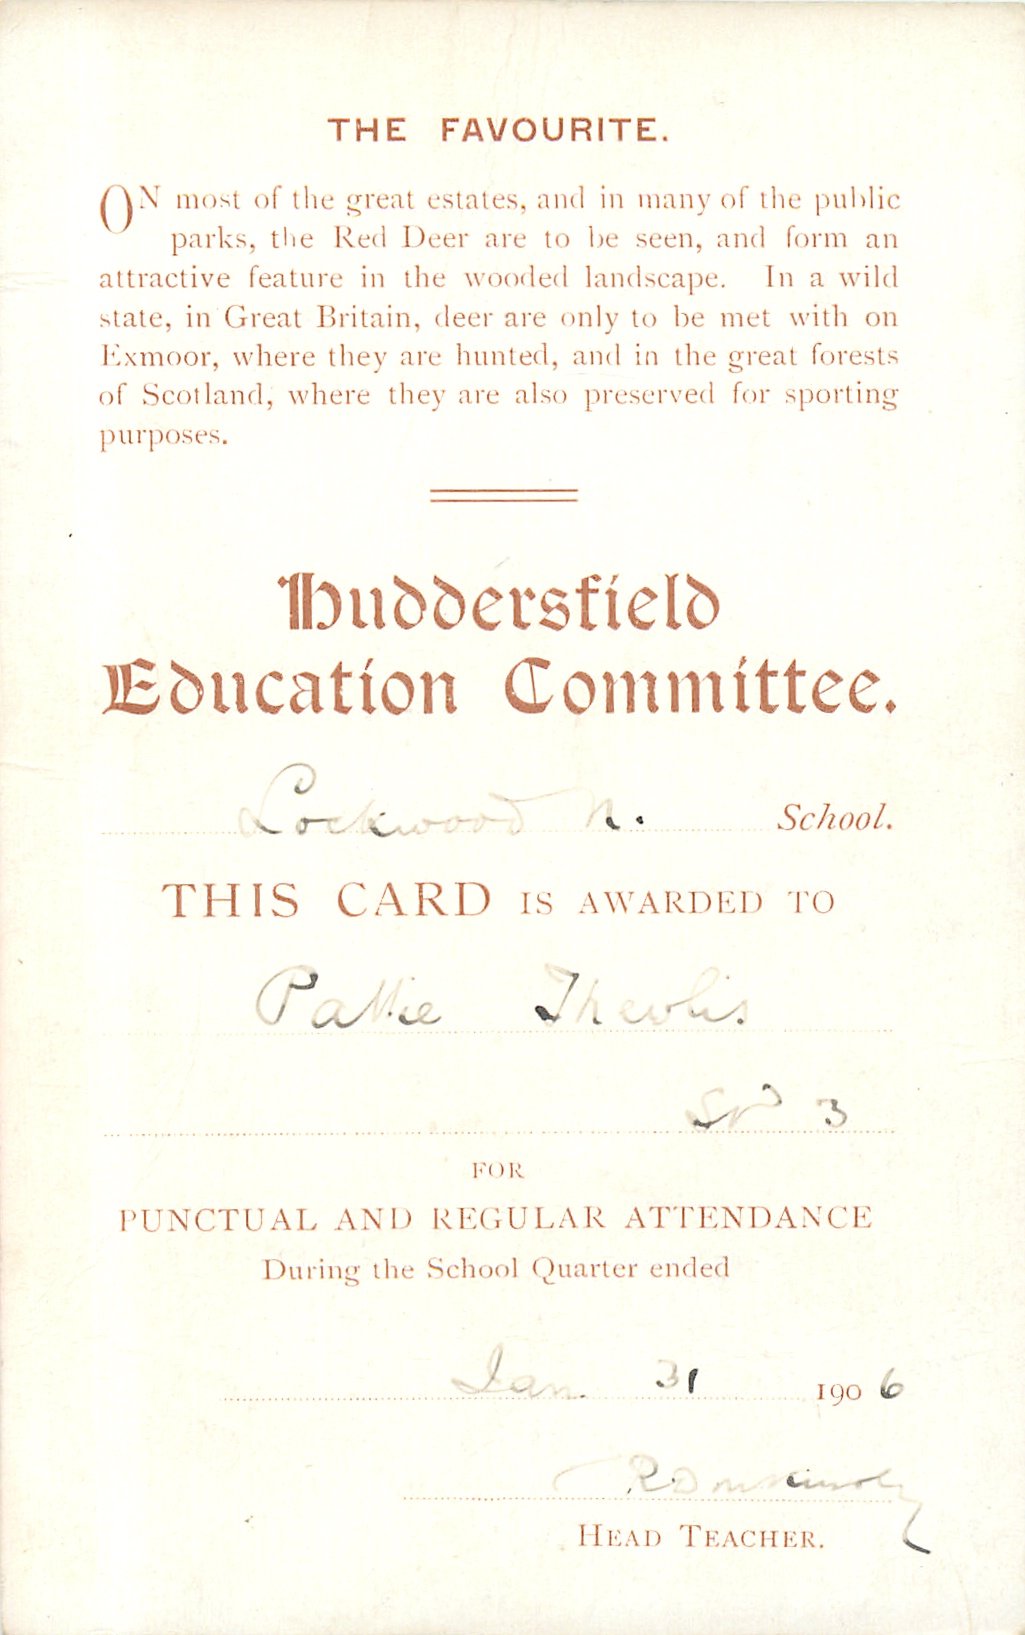 THE FAVOURITE.
ON most of the great estates, and in many of the public
parks, the Red Deer are to be seen, and form an
attractive feature in the wooded landscape. In a wild
state, in Great Britain, deer are only to be met with on
Exmoor, where they are hunted, and in the great forests
of Scotland, where they are also preserved for sporting
purposes.
Huddersfield
Education Committee.
Lockwood N. School.
THIS CARD IS AWARDED TO
Pattie Thewlis
3
FOR
PUNCTUAL AND REGULAR ATTENDANCE
During the School Quarter ended
Jan. 31 1906
HEAD TEACHER.